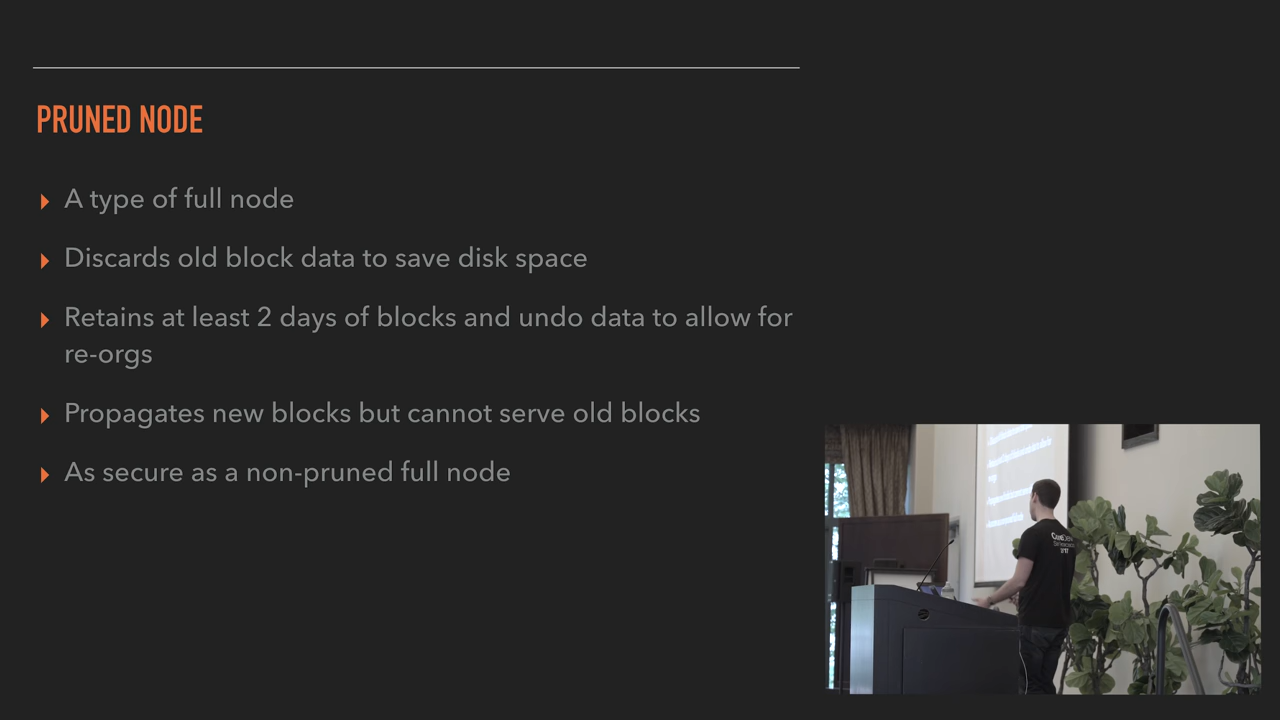 PRUNED NODE
A type of full node
Discards old block data to save disk space
Retains at least 2 days of blocks and undo data to allow for
re-orgs
Propagates new blocks but cannot serve old blocks
As secure as a non-pruned full node